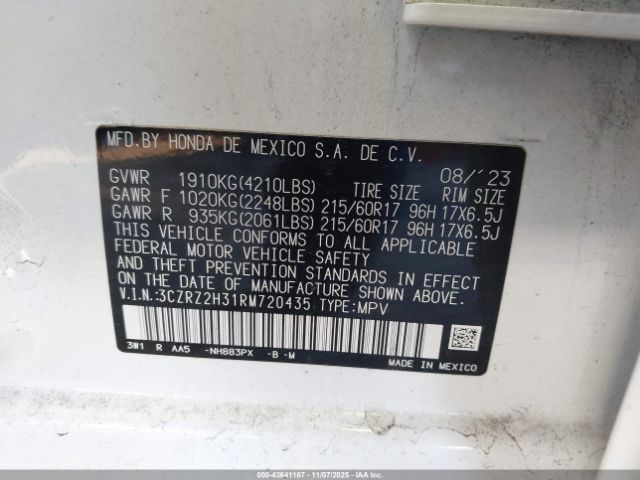 MFD.BY HONDA DE MEXICO S.A. DE C.V.
08/'23
GVWR 1910KG(4210LBS) TIRE SIZE RIM SIZE
GAWR F 1020KG(2248LBS) 215/60R17 96H 17X6.5J
GAWR R 935KG(2061LBS) 215/60R17 96H 17X6.5J
THIS VEHICLE CONFORMS TO ALL APPLICABLE
FEDERAL MOTOR VEHICLE SAFETY
AND THEFT PREVENTION STANDARDS IN EFFECT
ON THE DATE OF MANUFACTURE SHOWN ABOVE.
V.I.N.:3CZRZ2H31RM720435 TYPE:MPV
3W1 R AA5 -NH883PX -B -M
MADE IN MEXICO
000-43641187 - 11/07/2025 - IAAI.COM